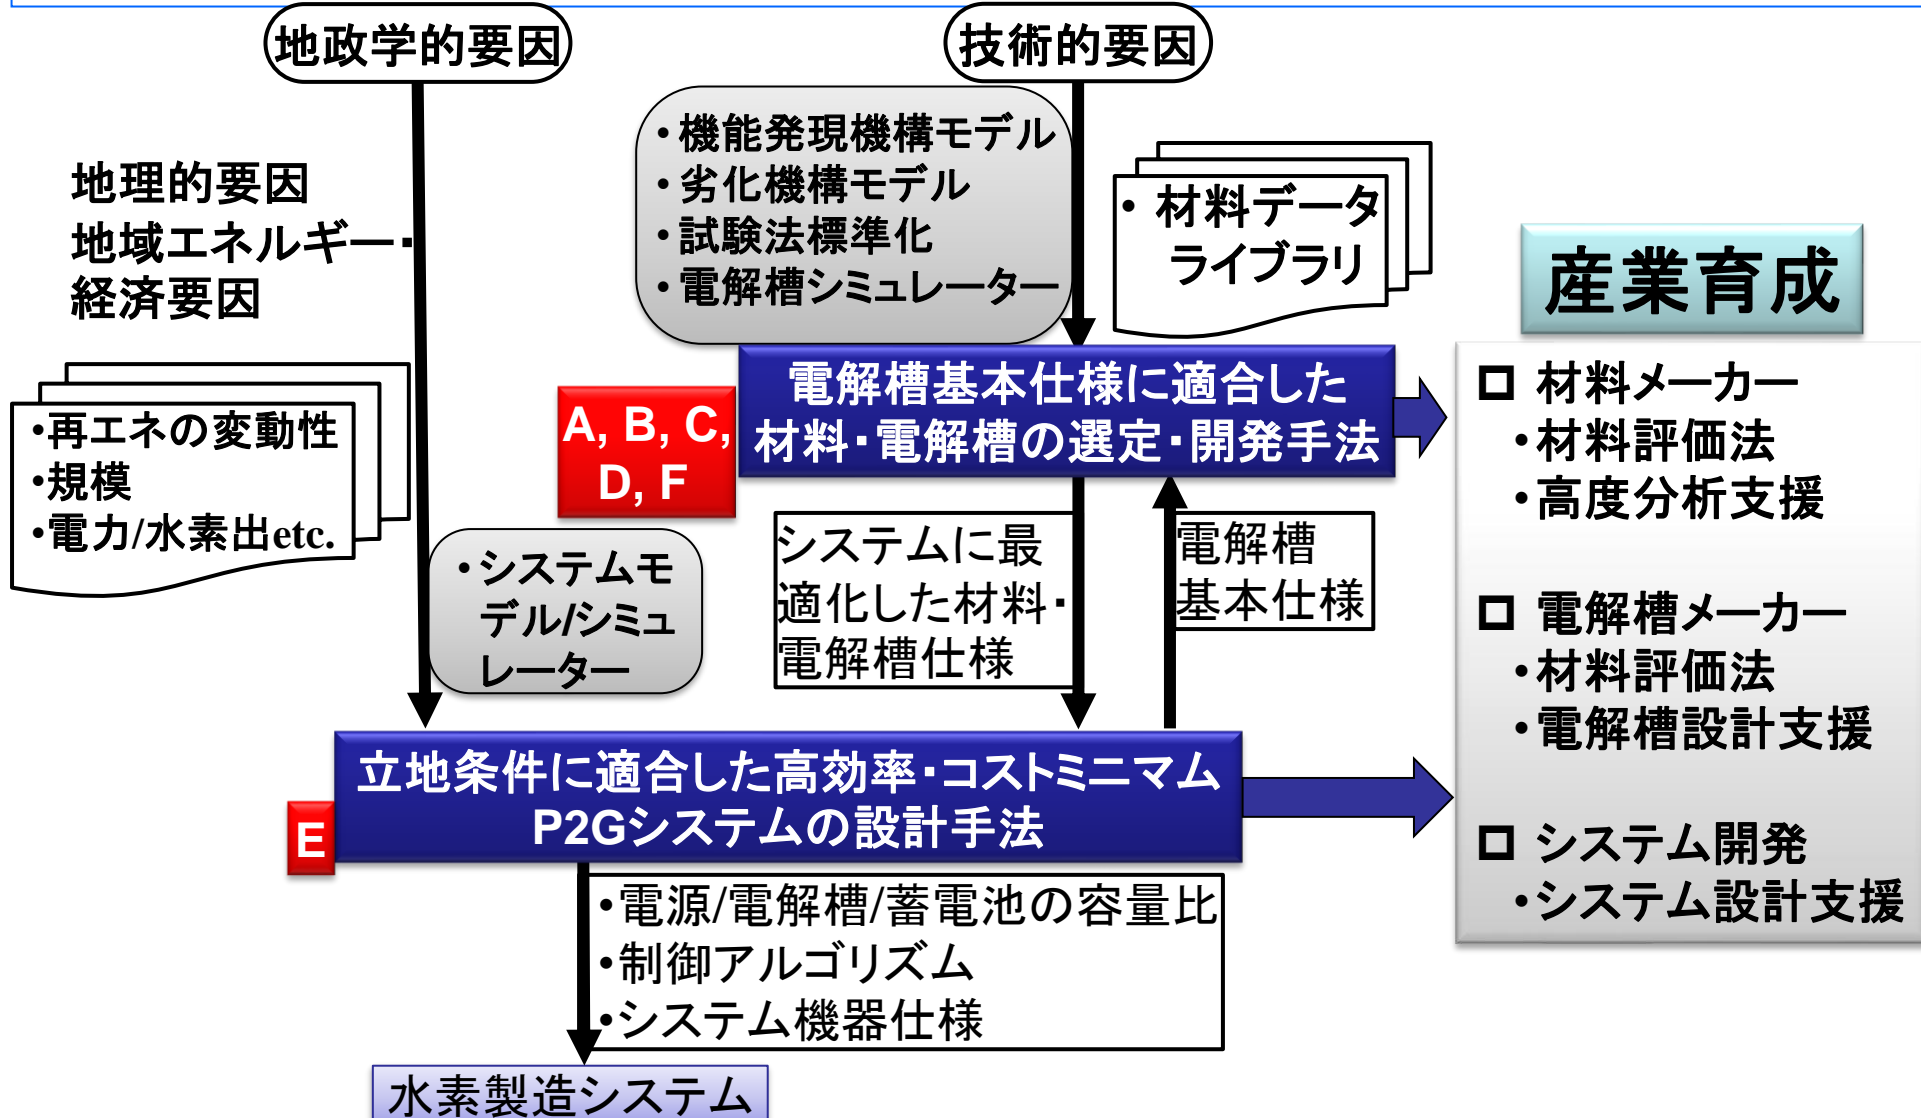 地政学的要因
技術的要因
地理的要因
地域エネルギー・
経済要因
・機能発現機構モデル
・劣化機構モデル
・試験法標準化
・電解槽シミュレーター
・材料データ
ライブラリ
・再エネの変動性
・規模
・電力/水素出etc.
・システムモ
デル/シミュ
レーター
A, B, C,
D, F
電解槽基本仕様に適合した
材料・電解槽の選定・開発手法
システムに最
適化した材料・
電解槽仕様
電解槽
基本仕様
E
立地条件に適合した高効率・コストミニマム
P2Gシステムの設計手法
・電源/電解槽/蓄電池の容量比
・制御アルゴリズム
・システム機器仕様
水素製造システム
産業育成
材料メーカー
・材料評価法
・高度分析支援
電解槽メーカー
・材料評価法
・電解槽設計支援
システム開発
・システム設計支援